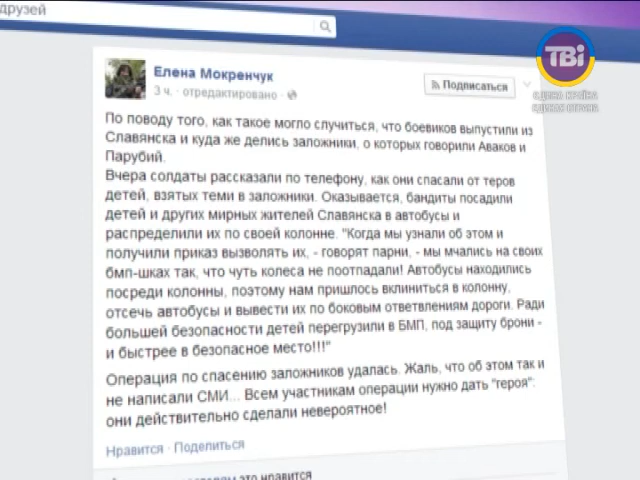 друзей
ТВі
ЄДИНА КРАЇНА
ЕДИНАЯ СТРАНА
Елена Мокренчук
3 ч. · отредактировано ·
Подписаться
По поводу того, как такое могло случиться, что боевиков выпустили из
Славянска и куда же делись заложники, о которых говорили Аваков и
Парубий.
Вчера солдаты рассказали по телефону, как они спасали от теров
детей, взятых теми в заложники. Оказывается, бандиты посадили
детей и других мирных жителей Славянска в автобусы и
распределили их по своей колонне. "Когда мы узнали об этом и
получили приказ вызволять их, - говорят парни, - мы мчались на своих
бмп-шках так, что чуть колеса не поотпадали! Автобусы находились
посреди колонны, поэтому нам пришлось вклиниться в колонну,
отсечь автобусы и вывести их по боковым ответвлениям дороги. Ради
большей безопасности детей перегрузили в БМП, под защиту брони -
и быстрее в безопасное место!!!"
Операция по спасению заложников удалась. Жаль, что об этом так и
не написали СМИ... Всем участникам операции нужно дать "героя":
они действительно сделали невероятное!
Нравится · Поделиться
это нравится